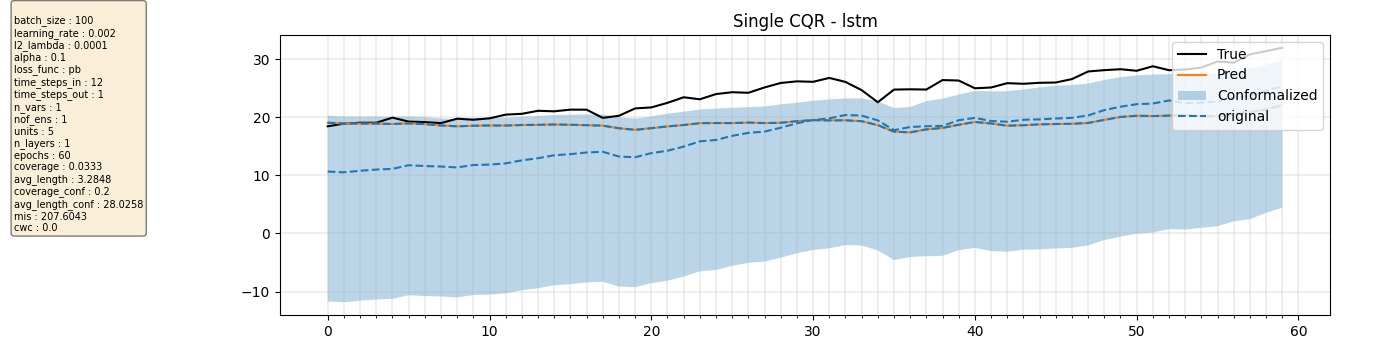 batch_size : 100
learning_rate : 0.002
l2_lambda : 0.0001
alpha : 0.1
loss_func : pb
time_steps_in : 12
time_steps_out : 1
n_vars : 1
nof_ens : 1
units : 5
n_layers : 1
epochs : 60
coverage : 0.0333
avg_length : 3.2848
coverage_conf : 0.2
avg_length_conf : 28.0258
mis : 207.6043
cwc : 0.0
Single CQR - lstm
30
20
10
0
−10
True
Pred
Conformalized
original
0 10 20 30 40 50 60